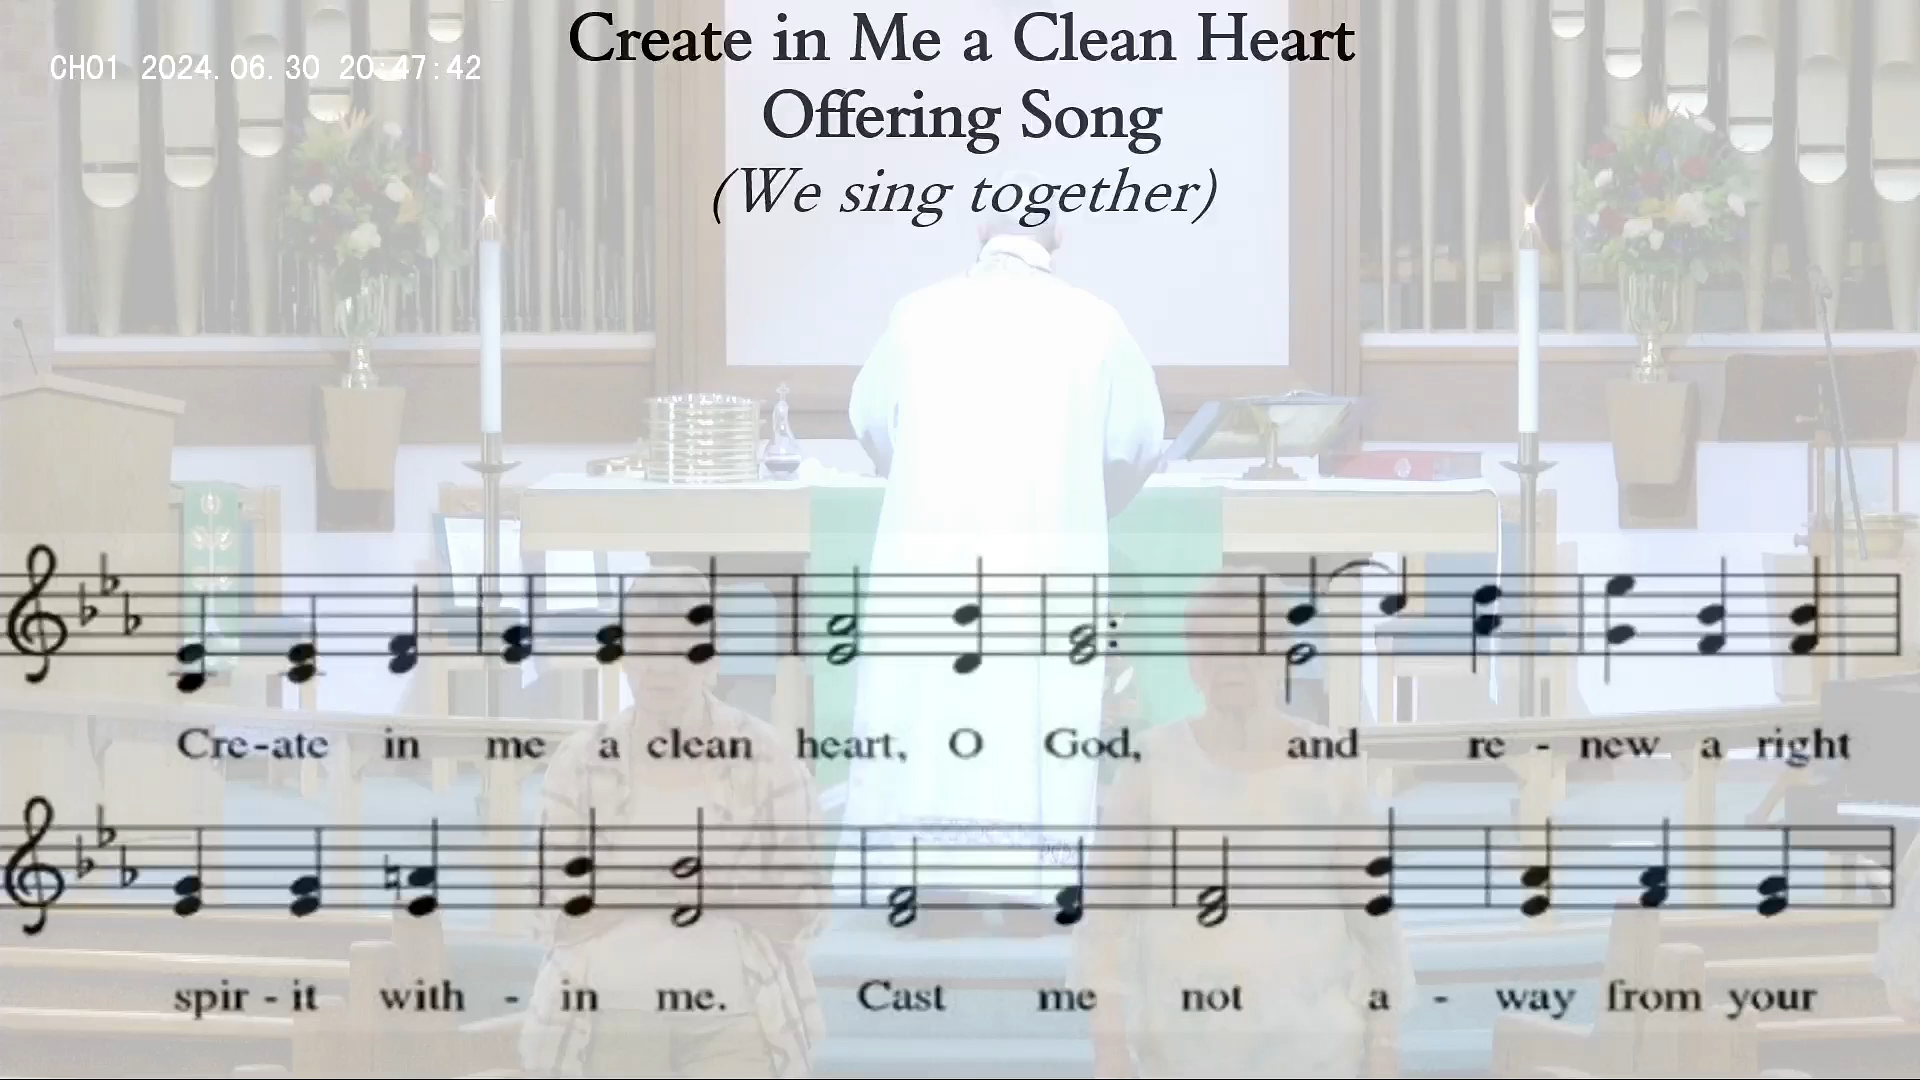 Create in Me a Clean Heart
CH01 2024.06.30 20:47:42
Offering Song
(We sing together)
Cre-ate in me a clean heart, O God, and re - new a right
spir - it with - in me. Cast me not a - way from your